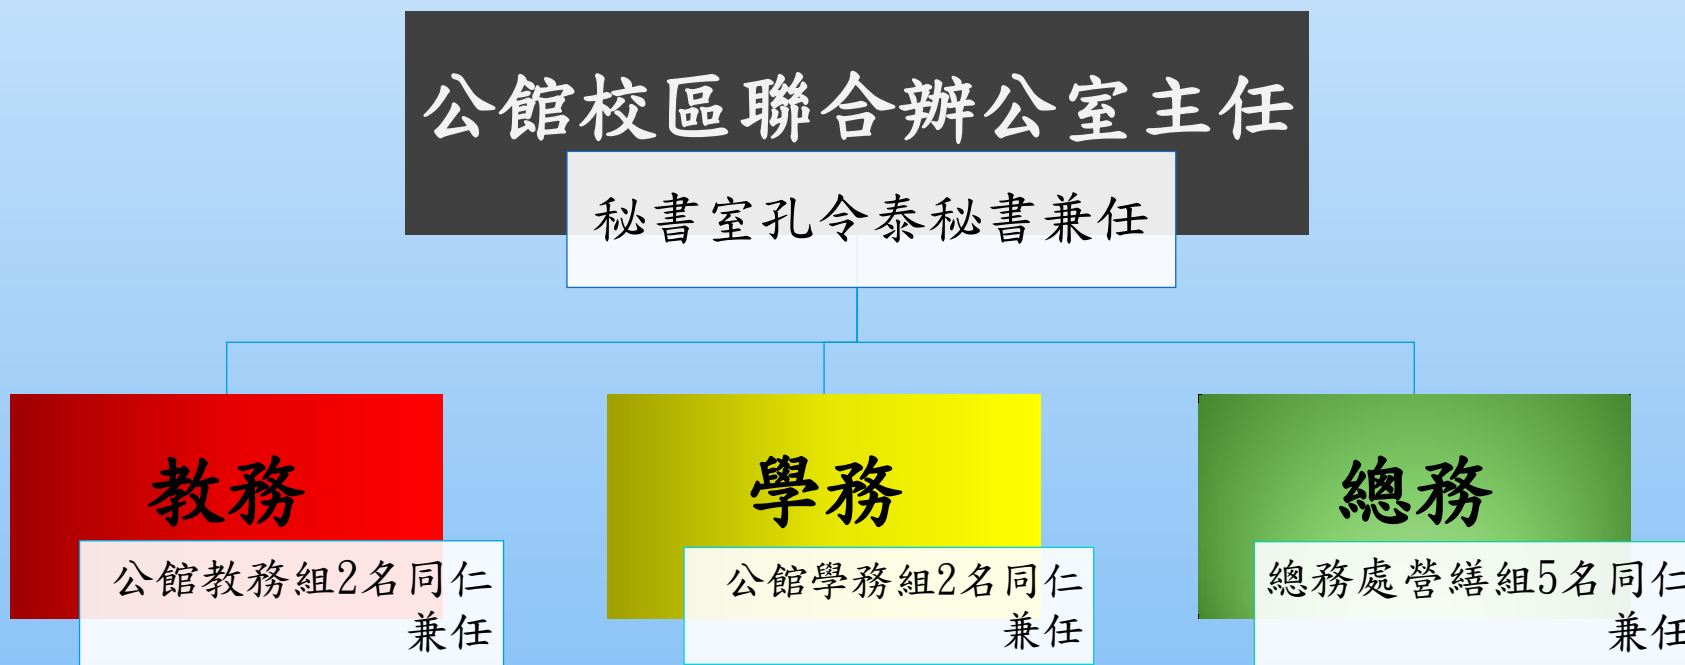 公館校區聯合辦公室主任
秘書室孔令泰秘書兼任
教務
公館教務組2名同仁
兼任
學務
公館學務組2名同仁
兼任
總務
總務處營繕組5名同仁
兼任